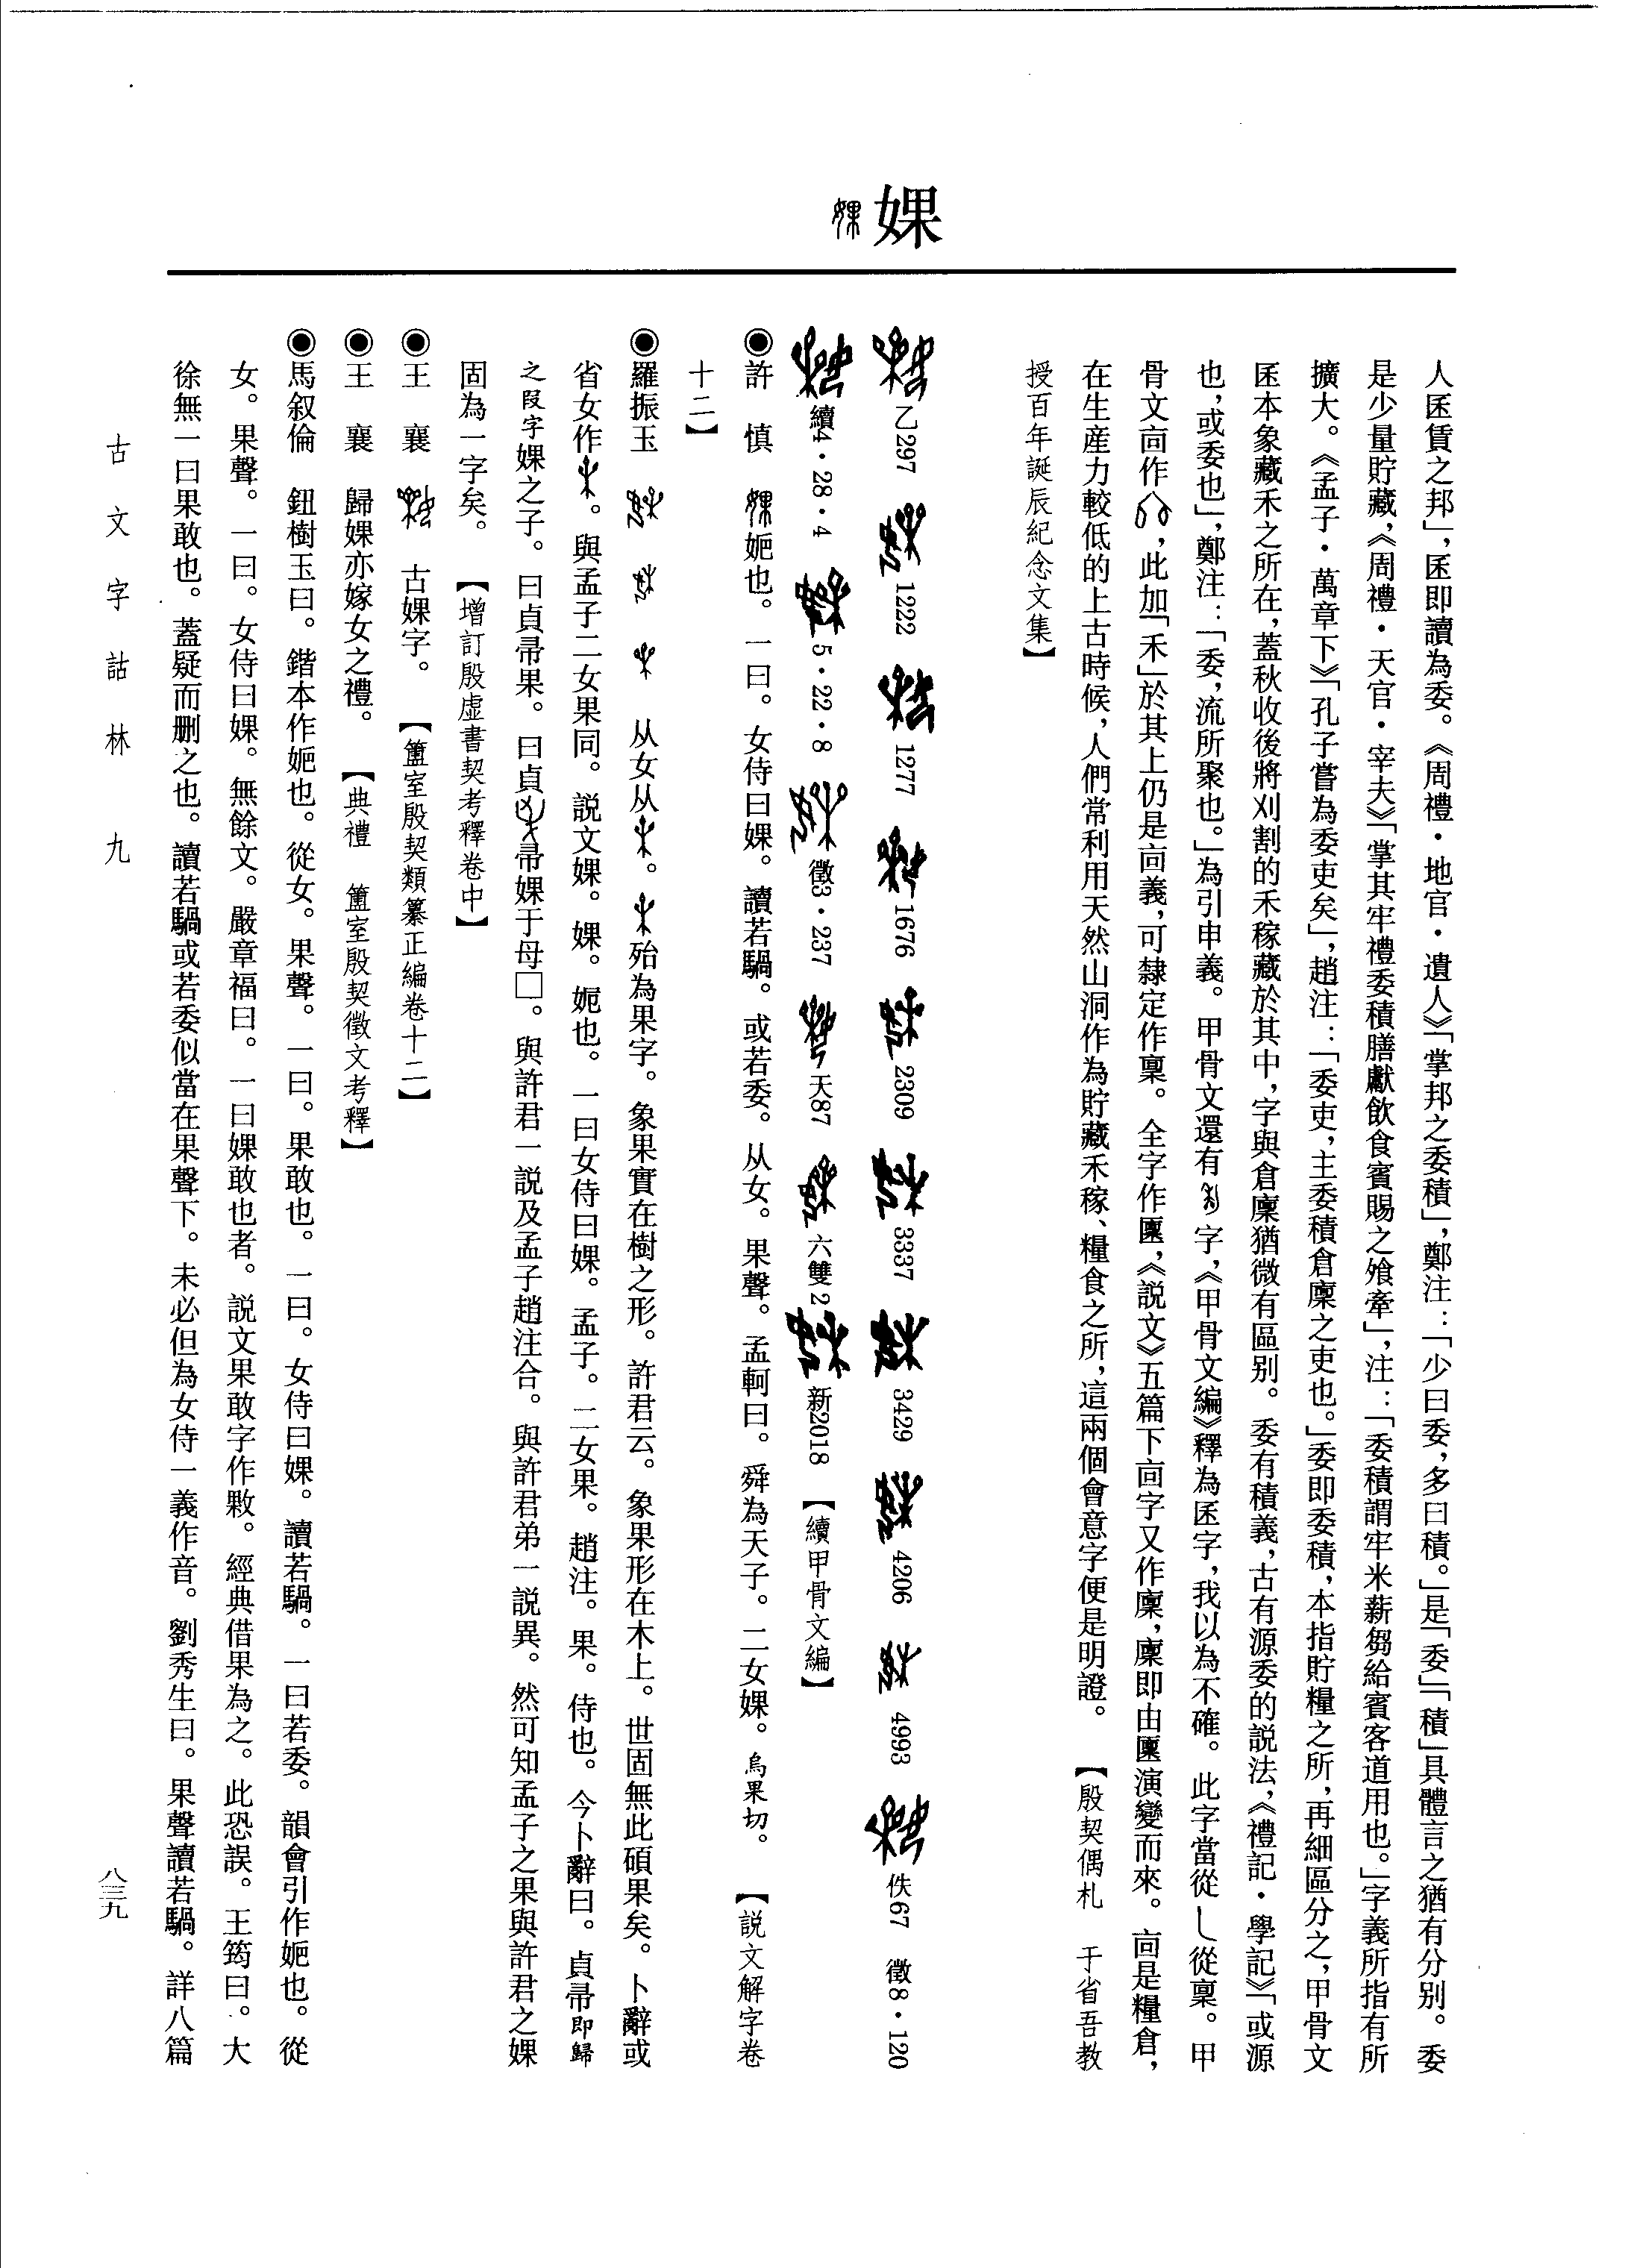 婐
人匧賃之邦」，匧即讀為委。《周禮·地官·遺人》「掌邦之委積」，鄭注：「少曰委，多曰積。」是「委」「積」具體言之猶有分别。委
是少量貯藏，《周禮·天官·宰夫》「掌其牢禮委積膳獻飲食賓賜之飧牽」，注：「委積謂牢米薪芻給賓客道用也。」字義所指有所
擴大。《孟子·萬章下》「孔子嘗為委吏矣」，趙注：「委吏，主委積倉廩之吏也。」委即委積，本指貯糧之所，再細區分之，甲骨文
本象藏禾之所在，蓋秋收後將刈割的禾稼藏於其中，字與倉廩猶微有區别。委有積義，古有源委的説法，《禮記·學記》「或源
也，或委也」，鄭注：「委，流所聚也。」為引申義。甲骨文還有字，《甲骨文編》釋為字，我以為不確。此字當從㇄從稟。甲
骨文㐭作，此加「禾」於其上仍是㐭義，可隸定作稟。全字作，《説文》五篇下㐭字又作廩，廩即由演變而來。㐭是糧倉，
在生産力較低的上古時候，人們常利用天然山洞作為貯藏禾稼、糧食之所，這兩個會意字便是明證。【殷契偶札 于省吾教
授百年誕辰紀念文集】
乙297 1222 1277 1676 2309 3337 3429 4206 4993 佚67 徵8·120
續4·28·4 5·22·8 徵3·237 天87 六雙2 新2018 【續甲骨文編】
◉許 慎 婐婐妮也。一曰。女侍曰婐。讀若騧。或若委。从女。果聲。孟軻曰。舜為天子。二女婐。烏果切。【説文解字卷
十二】
◉羅振玉 从女从。殆為果字。象果實在樹之形。許君云。象果形在木上。世固無此碩果矣。卜辭或
省女作。與孟子二女果同。説文婐。婐。妮也。一曰女侍曰婐。孟子。二女果。趙注。果。侍也。今卜辭曰。貞帚即歸
之叚字婐之子。曰貞帚果。曰貞帚婐于母□。與許君一説及孟子趙注合。與許君弟一説異。然可知孟子之果與許君之婐
固為一字矣。【增訂殷虚書契考釋卷中】
◉王 襄 古婐字。【簠室殷契類纂正編卷十二】
◉王 襄 歸婐亦嫁女之禮。【典禮 簠室殷契徵文考釋】
◉馬叙倫 鈕樹玉曰。鍇本作妮也。從女。果聲。一曰。果敢也。一曰。女侍曰婐。讀若騧。一曰若委。韻會引作妮也。從
女。果聲。一曰。女侍曰婐。無餘文。嚴章福曰。一曰婐敢也者。説文果敢字作敤。經典借果為之。此恐誤。王筠曰。大
徐無一曰果敢也。蓋疑而删之也。讀若騧或若委似當在果聲下。未必但為女侍一義作音。劉秀生曰。果聲讀若騧。詳八篇
古文字詁林 九
八三九